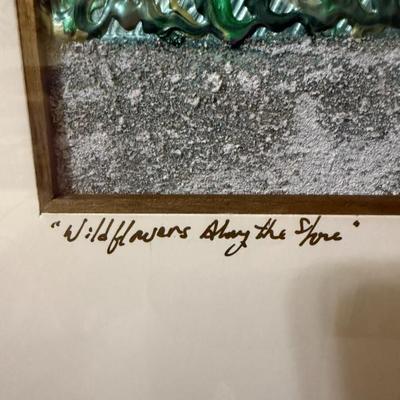 "Wildflowers Along the Shore"